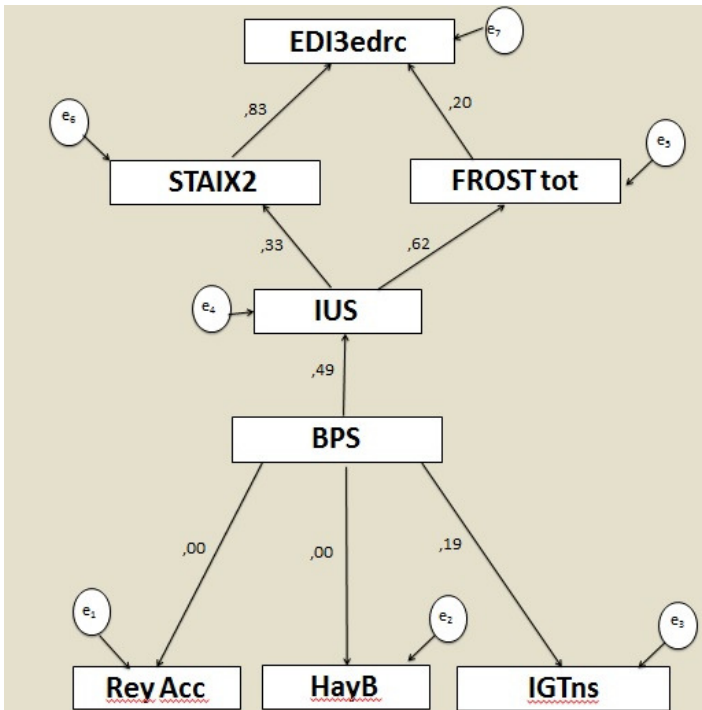 EDI3edrc
e₇
,83
,20
e₆
e₅
STAIX2
FROST tot
,33
,62
e₄
IUS
,49
BPS
,00
,00
,19
e₁
e₂
e₃
Rey Acc
HayB
IGTns